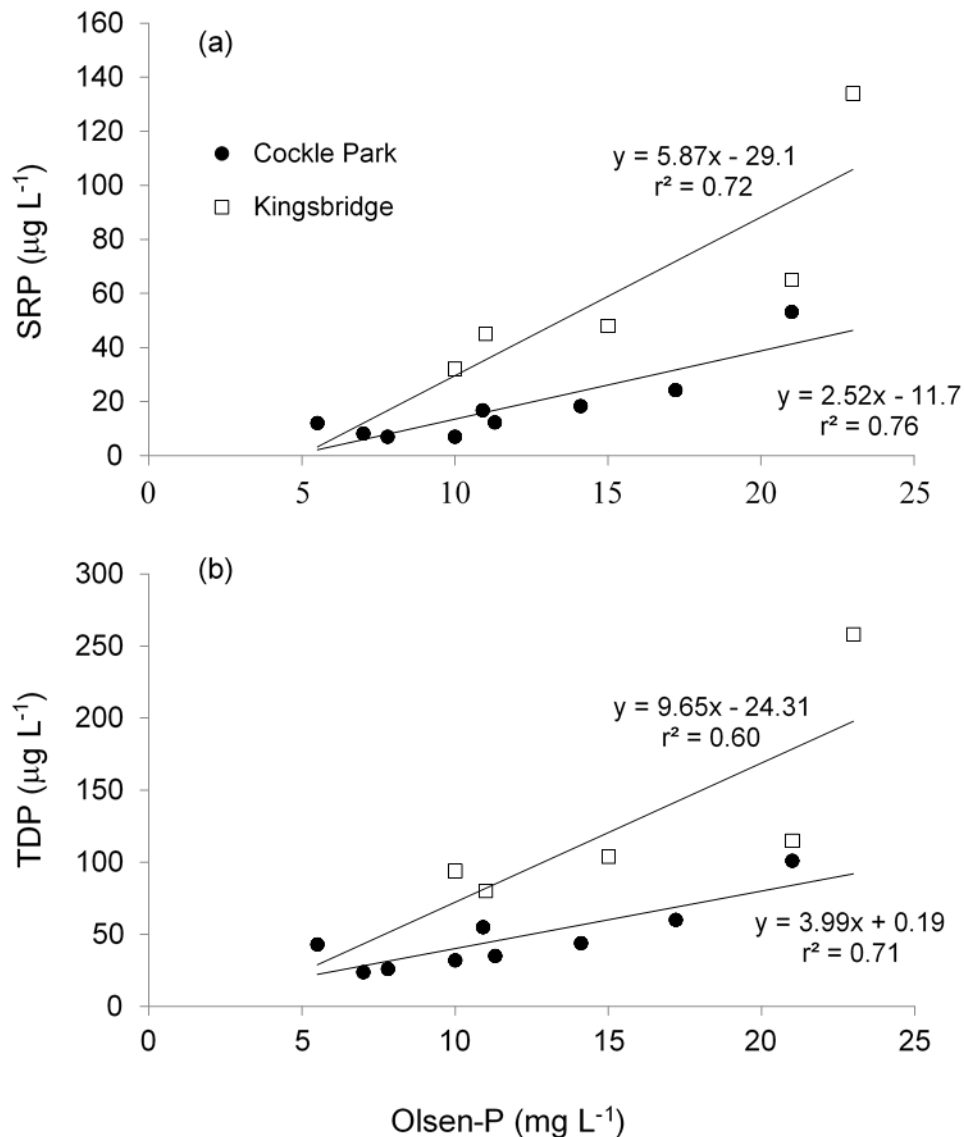 (a)
160
140
120
100
80
60
40
20
0
SRP (μg L⁻¹)
Cockle Park
Kingsbridge
y = 5.87x - 29.1
r² = 0.72
y = 2.52x - 11.7
r² = 0.76
0 5 10 15 20 25
(b)
300
250
200
150
100
50
0
TDP (μg L⁻¹)
y = 9.65x - 24.31
r² = 0.60
y = 3.99x + 0.19
r² = 0.71
0 5 10 15 20 25
Olsen-P (mg L⁻¹)